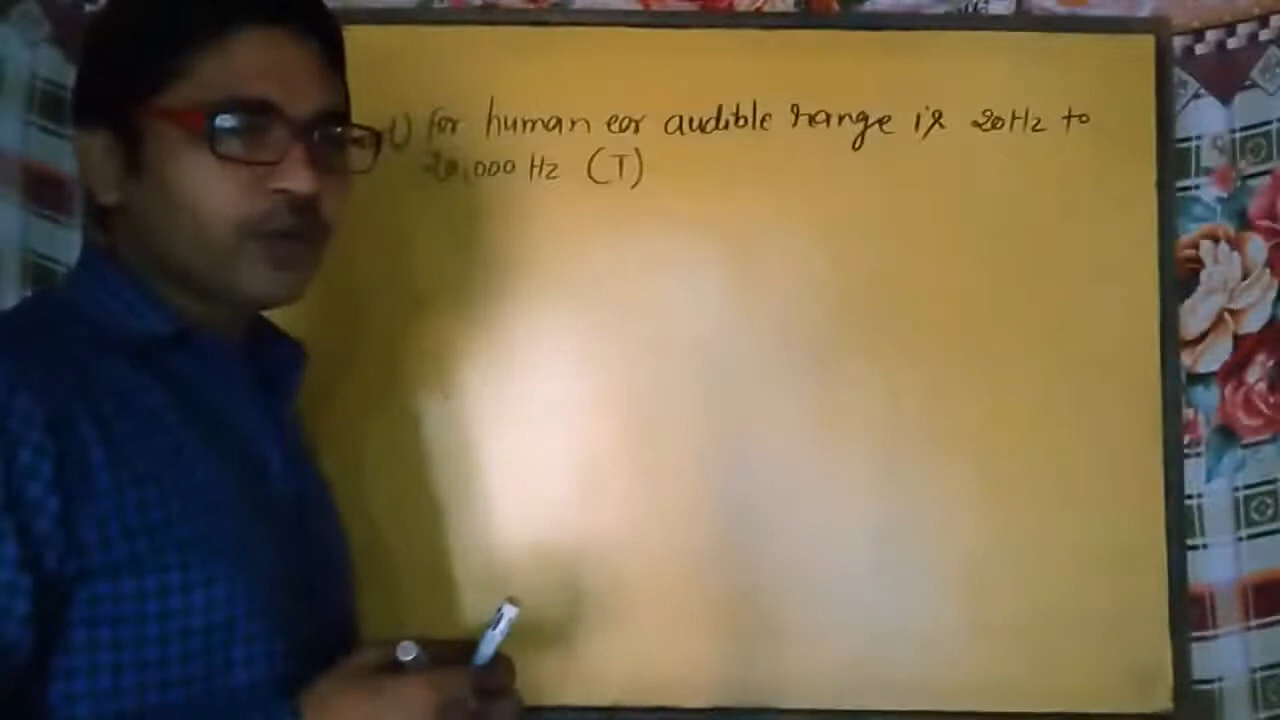 1) for human ear audible range is 20Hz to
20,000 Hz (T)